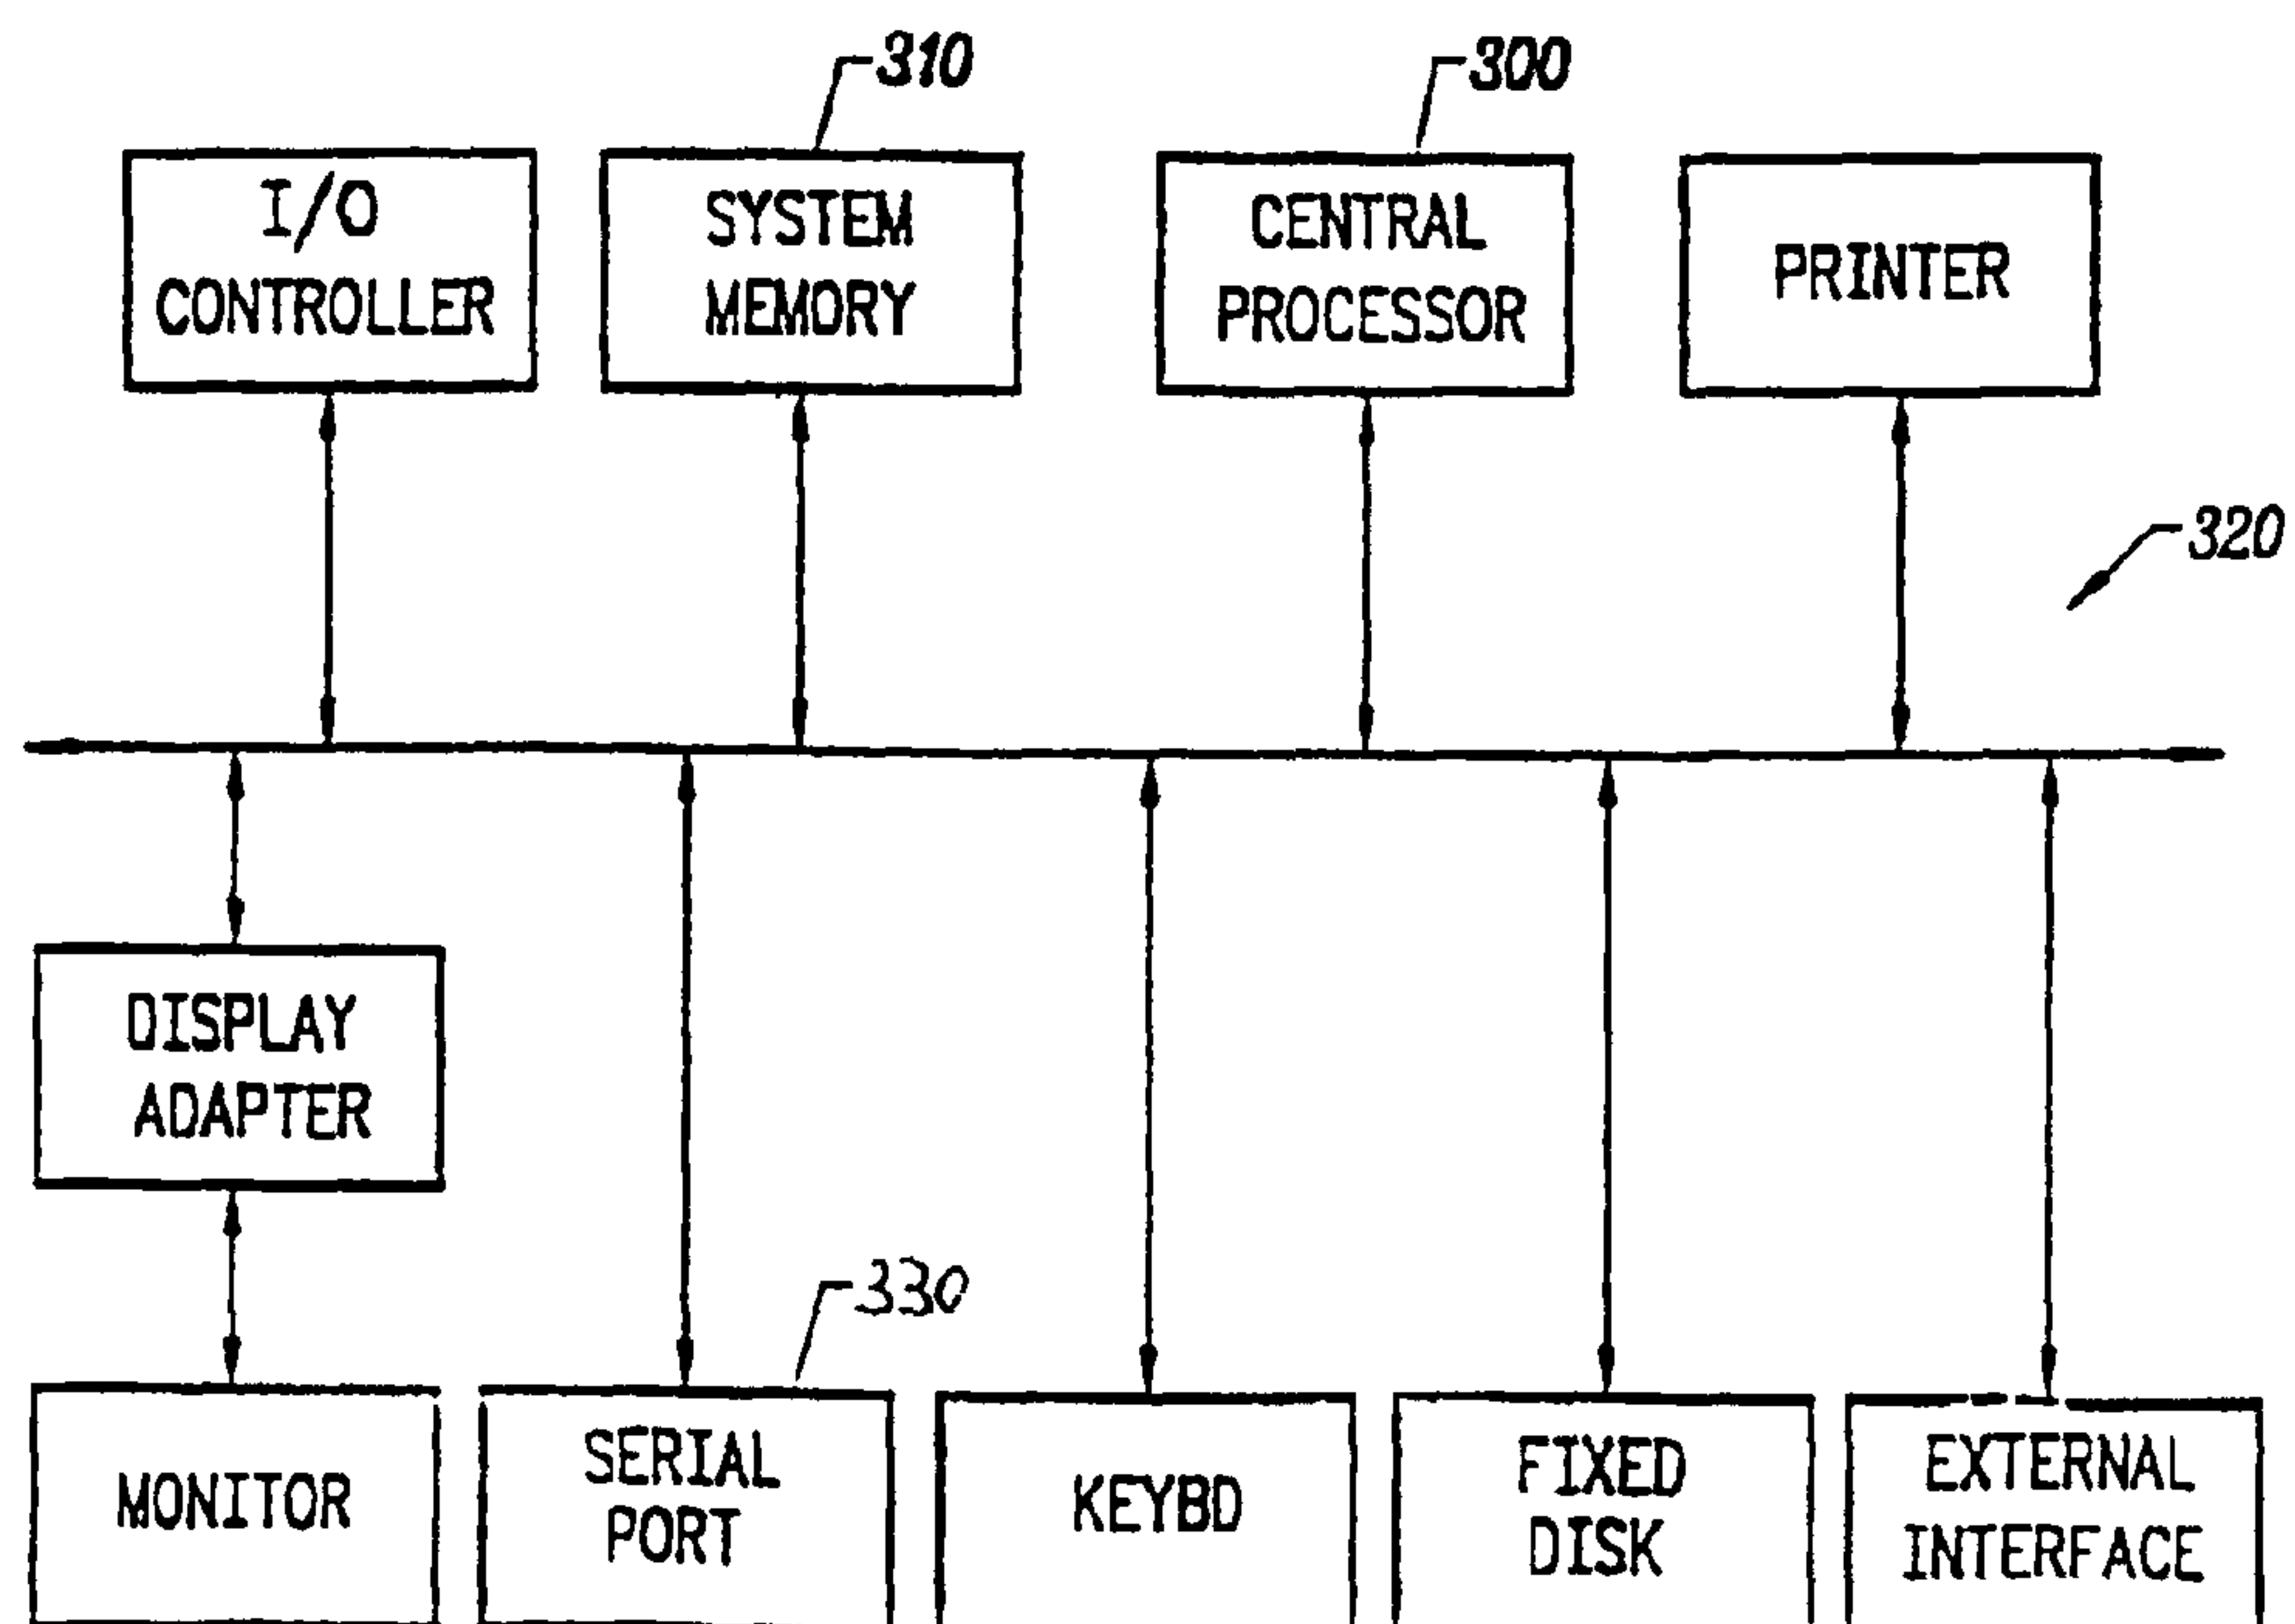 310
300
I/O
CONTROLLER
SYSTEM
MEMORY
CENTRAL
PROCESSOR
PRINTER
320
DISPLAY
ADAPTER
330
MONITOR
SERIAL
PORT
KEYBD
FIXED
DISK
EXTERNAL
INTERFACE